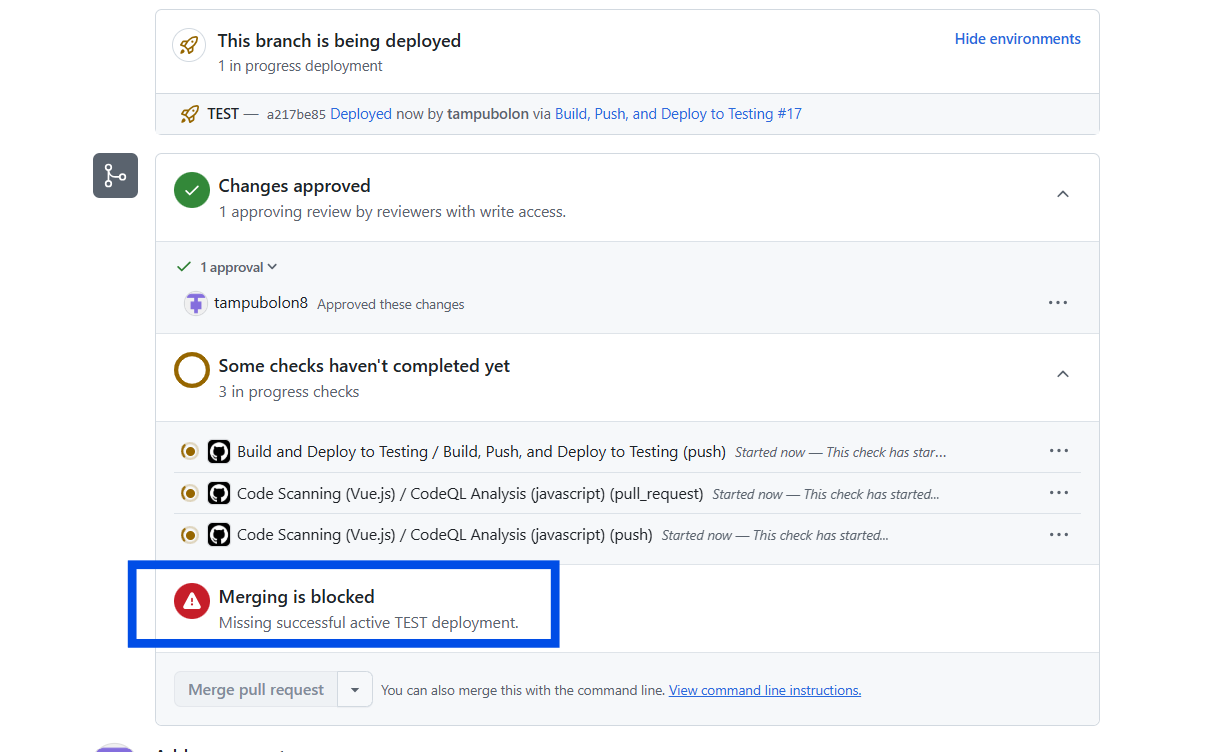 This branch is being deployed
Hide environments
1 in progress deployment
TEST — a217be85 Deployed now by tampubolon via Build, Push, and Deploy to Testing #17
Changes approved
1 approving review by reviewers with write access.
1 approval
tampubolon8 Approved these changes
Some checks haven't completed yet
3 in progress checks
Build and Deploy to Testing / Build, Push, and Deploy to Testing (push) Started now — This check has star...
Code Scanning (Vue.js) / CodeQL Analysis (javascript) (pull_request) Started now — This check has started...
Code Scanning (Vue.js) / CodeQL Analysis (javascript) (push) Started now — This check has started...
Merging is blocked
Missing successful active TEST deployment.
Merge pull request
You can also merge this with the command line. View command line instructions.